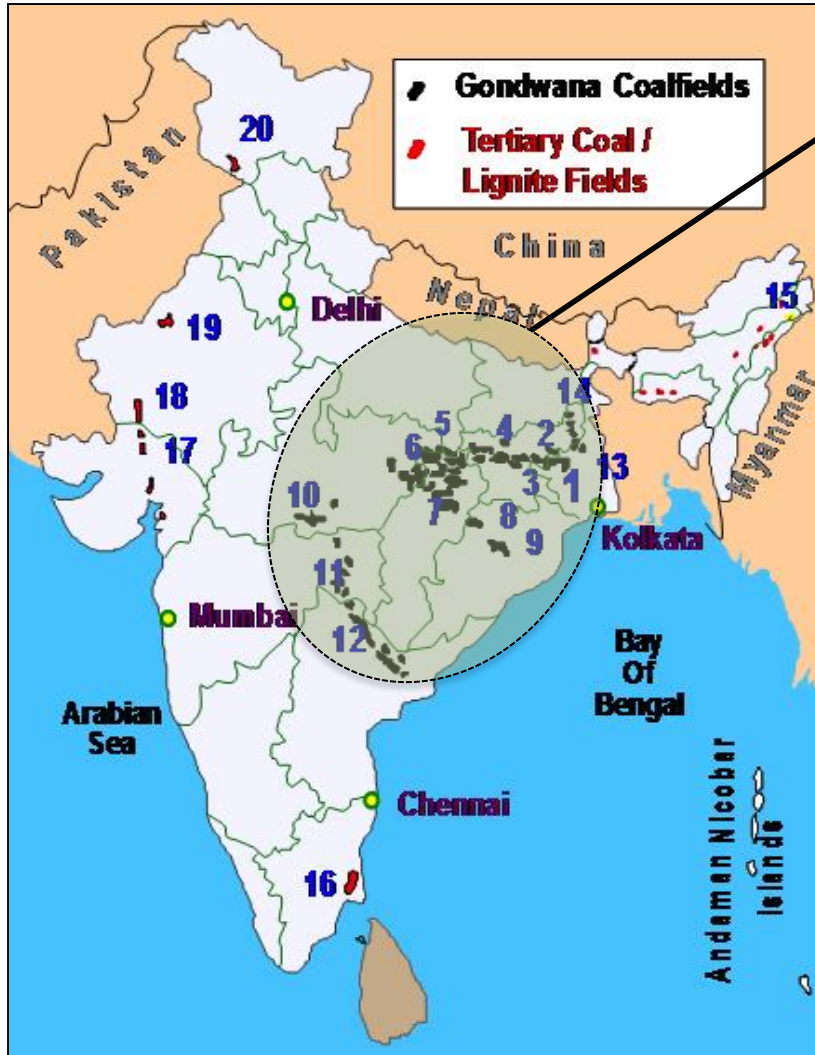 Gondwana Coalfields
Tertiary Coal /
Lignite Fields
20
Pakistan
China
Nepal
Delhi
15
19
14
18
5
4
2
17
6
13
Myanmar
10
3
1
7
8
Kolkata
9
11
Mumbai
12
Bay
Of
Bengal
Arabian
Sea
Chennai
Andaman Nicobar
Islands
16